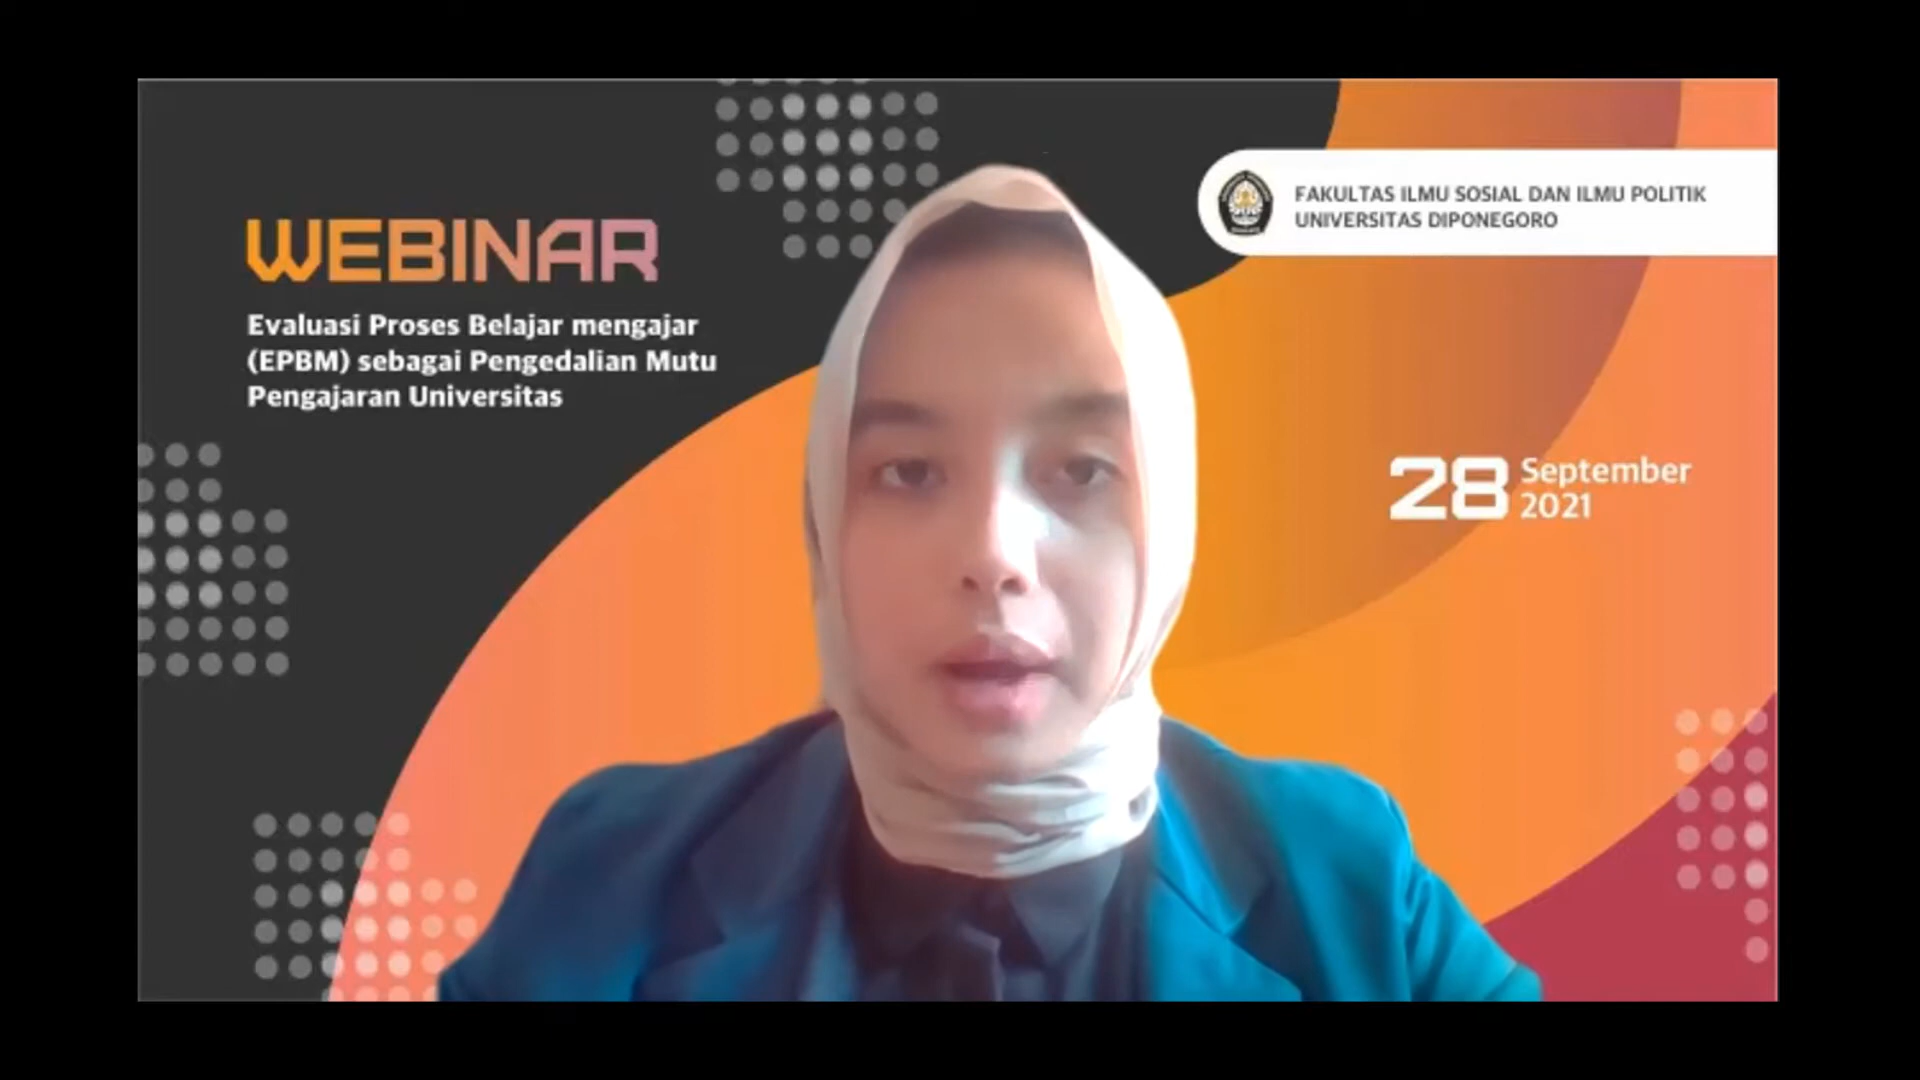 WEBINAR
Evaluasi Proses Belajar mengajar
(EPBM) sebagai Pengedalian Mutu
Pengajaran Universitas
FAKULTAS ILMU SOSIAL DAN ILMU POLITIK
UNIVERSITAS DIPONEGORO
28 September
2021